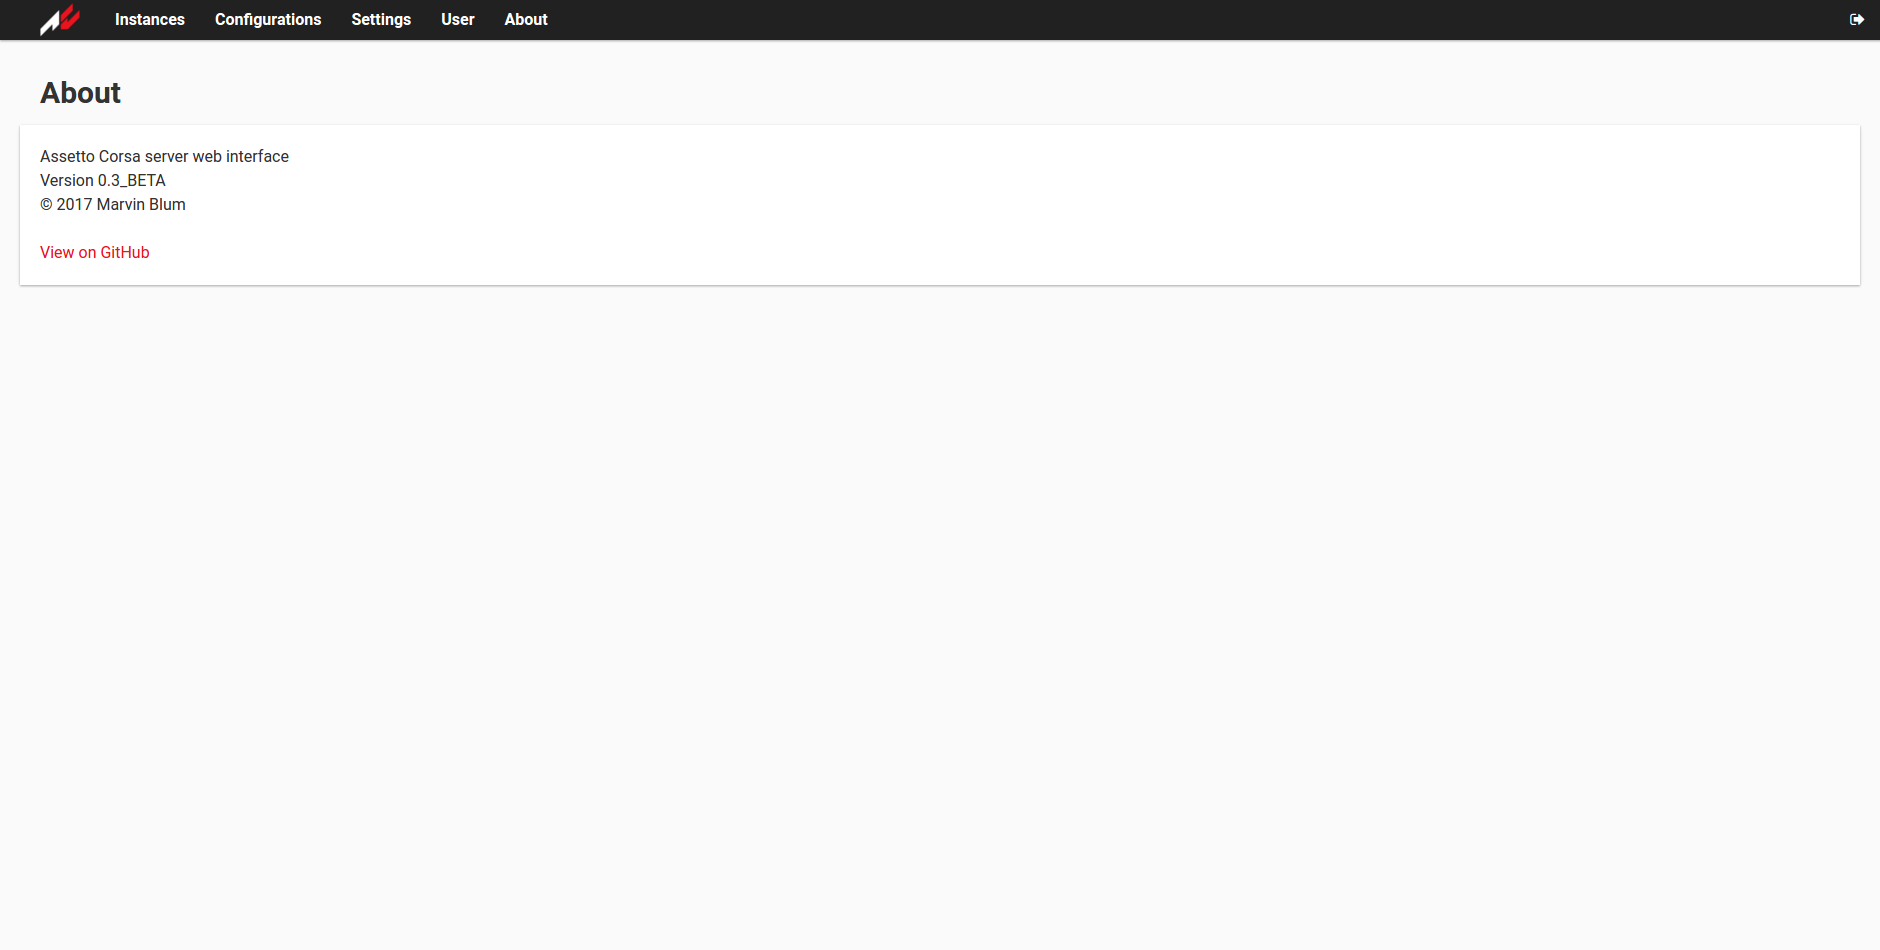 Instances Configurations Settings User About
About
Assetto Corsa server web interface
Version 0.3_BETA
© 2017 Marvin Blum
View on GitHub